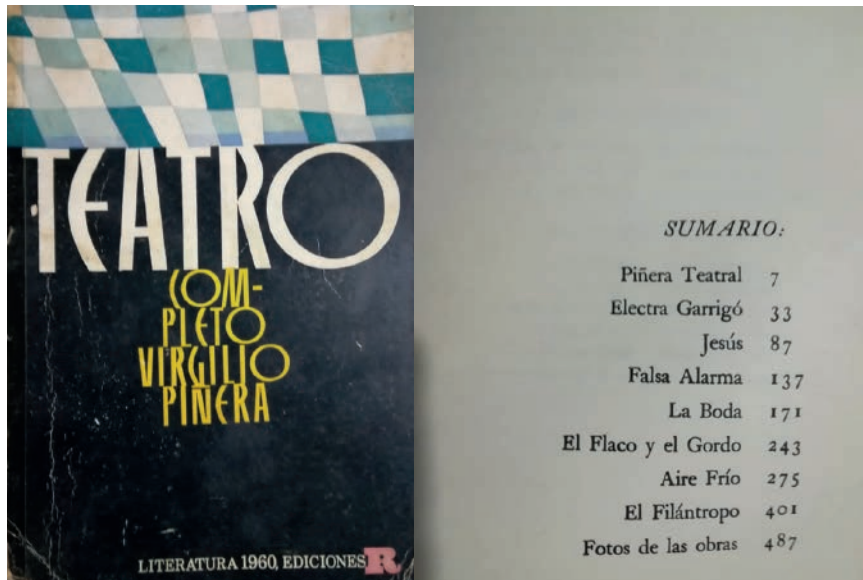 TEATRO
COM-
PLETO
VIRGILIO
PIÑERA
LITERATURA 1960, EDICIONES R
SUMARIO:
Piñera Teatral 7
Electra Garrigó 33
Jesús 87
Falsa Alarma 137
La Boda 171
El Flaco y el Gordo 243
Aire Frío 275
El Filántropo 401
Fotos de las obras 487